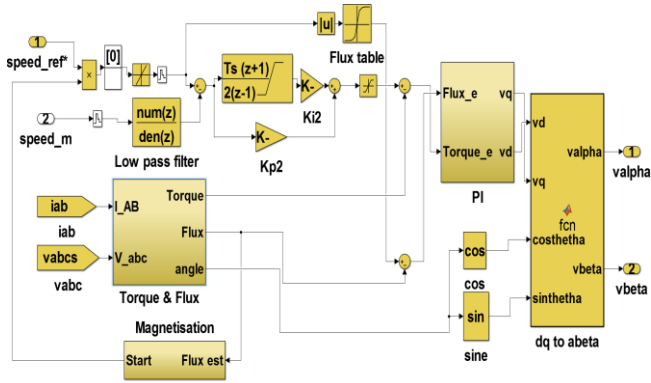 1
speed_ref*
×
[0]
|u|
Flux table
2
speed_m
num(z)
den(z)
Low pass filter
Ts (z+1)
2(z-1)
K-
Ki2
K-
Kp2
Flux_e
Torque_e
vq
vd
PI
vd
vq
costhetha
sinthetha
fcn
valpha
vbeta
dq to abeta
1
valpha
2
vbeta
iab
iab
vabcs
vabc
I_AB
V_abc
Torque
Flux
angle
Torque & Flux
cos
cos
sin
sine
Magnetisation
Start
Flux est